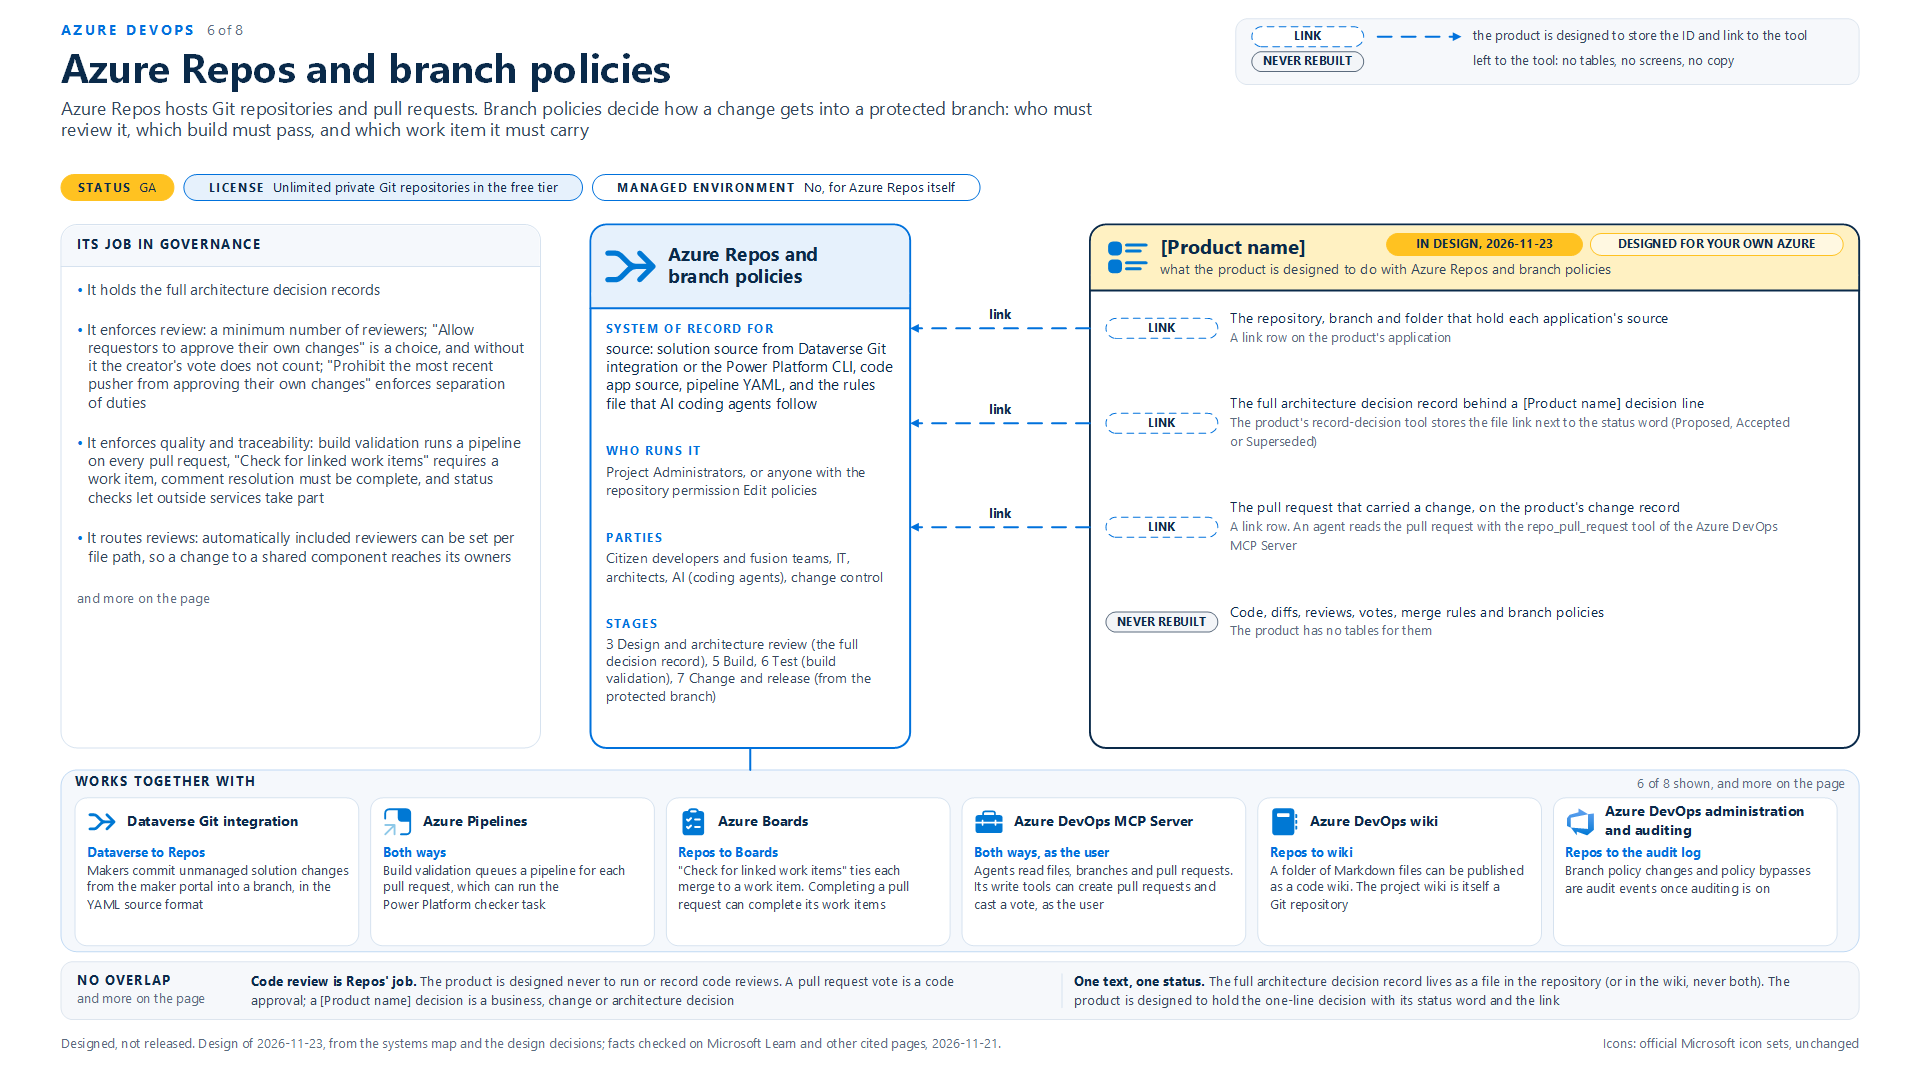 AZURE DEVOPS 6 of 8
Azure Repos and branch policies
Azure Repos hosts Git repositories and pull requests. Branch policies decide how a change gets into a protected branch: who must
review it, which build must pass, and which work item it must carry
LINK
the product is designed to store the ID and link to the tool
NEVER REBUILT
left to the tool: no tables, no screens, no copy
STATUS GA
LICENSE Unlimited private Git repositories in the free tier
MANAGED ENVIRONMENT No, for Azure Repos itself
ITS JOB IN GOVERNANCE
• It holds the full architecture decision records
• It enforces review: a minimum number of reviewers; "Allow
requestors to approve their own changes" is a choice, and without
it the creator's vote does not count; "Prohibit the most recent
pusher from approving their own changes" enforces separation
of duties
• It enforces quality and traceability: build validation runs a pipeline
on every pull request, "Check for linked work items" requires a
work item, comment resolution must be complete, and status
checks let outside services take part
• It routes reviews: automatically included reviewers can be set per
file path, so a change to a shared component reaches its owners
and more on the page
Azure Repos and
branch policies
SYSTEM OF RECORD FOR
source: solution source from Dataverse Git
integration or the Power Platform CLI, code
app source, pipeline YAML, and the rules
file that AI coding agents follow
WHO RUNS IT
Project Administrators, or anyone with the
repository permission Edit policies
PARTIES
Citizen developers and fusion teams, IT,
architects, AI (coding agents), change control
STAGES
3 Design and architecture review (the full
decision record), 5 Build, 6 Test (build
validation), 7 Change and release (from the
protected branch)
link
link
link
[Product name]
IN DESIGN, 2026-11-23
DESIGNED FOR YOUR OWN AZURE
what the product is designed to do with Azure Repos and branch policies
LINK
The repository, branch and folder that hold each application's source
A link row on the product's application
LINK
The full architecture decision record behind a [Product name] decision line
The product's record-decision tool stores the file link next to the status word (Proposed, Accepted
or Superseded)
LINK
The pull request that carried a change, on the product's change record
A link row. An agent reads the pull request with the repo_pull_request tool of the Azure DevOps
MCP Server
NEVER REBUILT
Code, diffs, reviews, votes, merge rules and branch policies
The product has no tables for them
WORKS TOGETHER WITH
6 of 8 shown, and more on the page
Dataverse Git integration
Dataverse to Repos
Makers commit unmanaged solution changes
from the maker portal into a branch, in the
YAML source format
Azure Pipelines
Both ways
Build validation queues a pipeline for each
pull request, which can run the
Power Platform checker task
Azure Boards
Repos to Boards
"Check for linked work items" ties each
merge to a work item. Completing a pull
request can complete its work items
Azure DevOps MCP Server
Both ways, as the user
Agents read files, branches and pull requests.
Its write tools can create pull requests and
cast a vote, as the user
Azure DevOps wiki
Repos to wiki
A folder of Markdown files can be published
as a code wiki. The project wiki is itself a
Git repository
Azure DevOps administration
and auditing
Repos to the audit log
Branch policy changes and policy bypasses
are audit events once auditing is on
NO OVERLAP
and more on the page
Code review is Repos' job. The product is designed never to run or record code reviews. A pull request vote is a code
approval; a [Product name] decision is a business, change or architecture decision
One text, one status. The full architecture decision record lives as a file in the repository (or in the wiki, never both). The
product is designed to hold the one-line decision with its status word and the link
Designed, not released. Design of 2026-11-23, from the systems map and the design decisions; facts checked on Microsoft Learn and other cited pages, 2026-11-21.
Icons: official Microsoft icon sets, unchanged